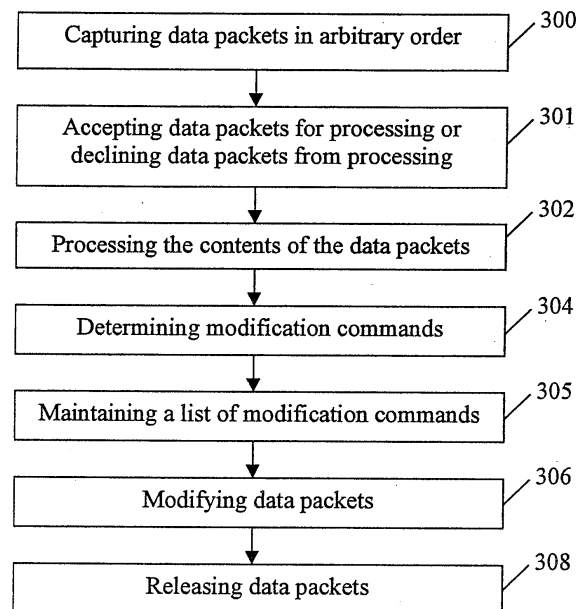 Capturing data packets in arbitrary order
300
Accepting data packets for processing or
declining data packets from processing
301
Processing the contents of the data packets
302
Determining modification commands
304
Maintaining a list of modification commands
305
Modifying data packets
306
Releasing data packets
308